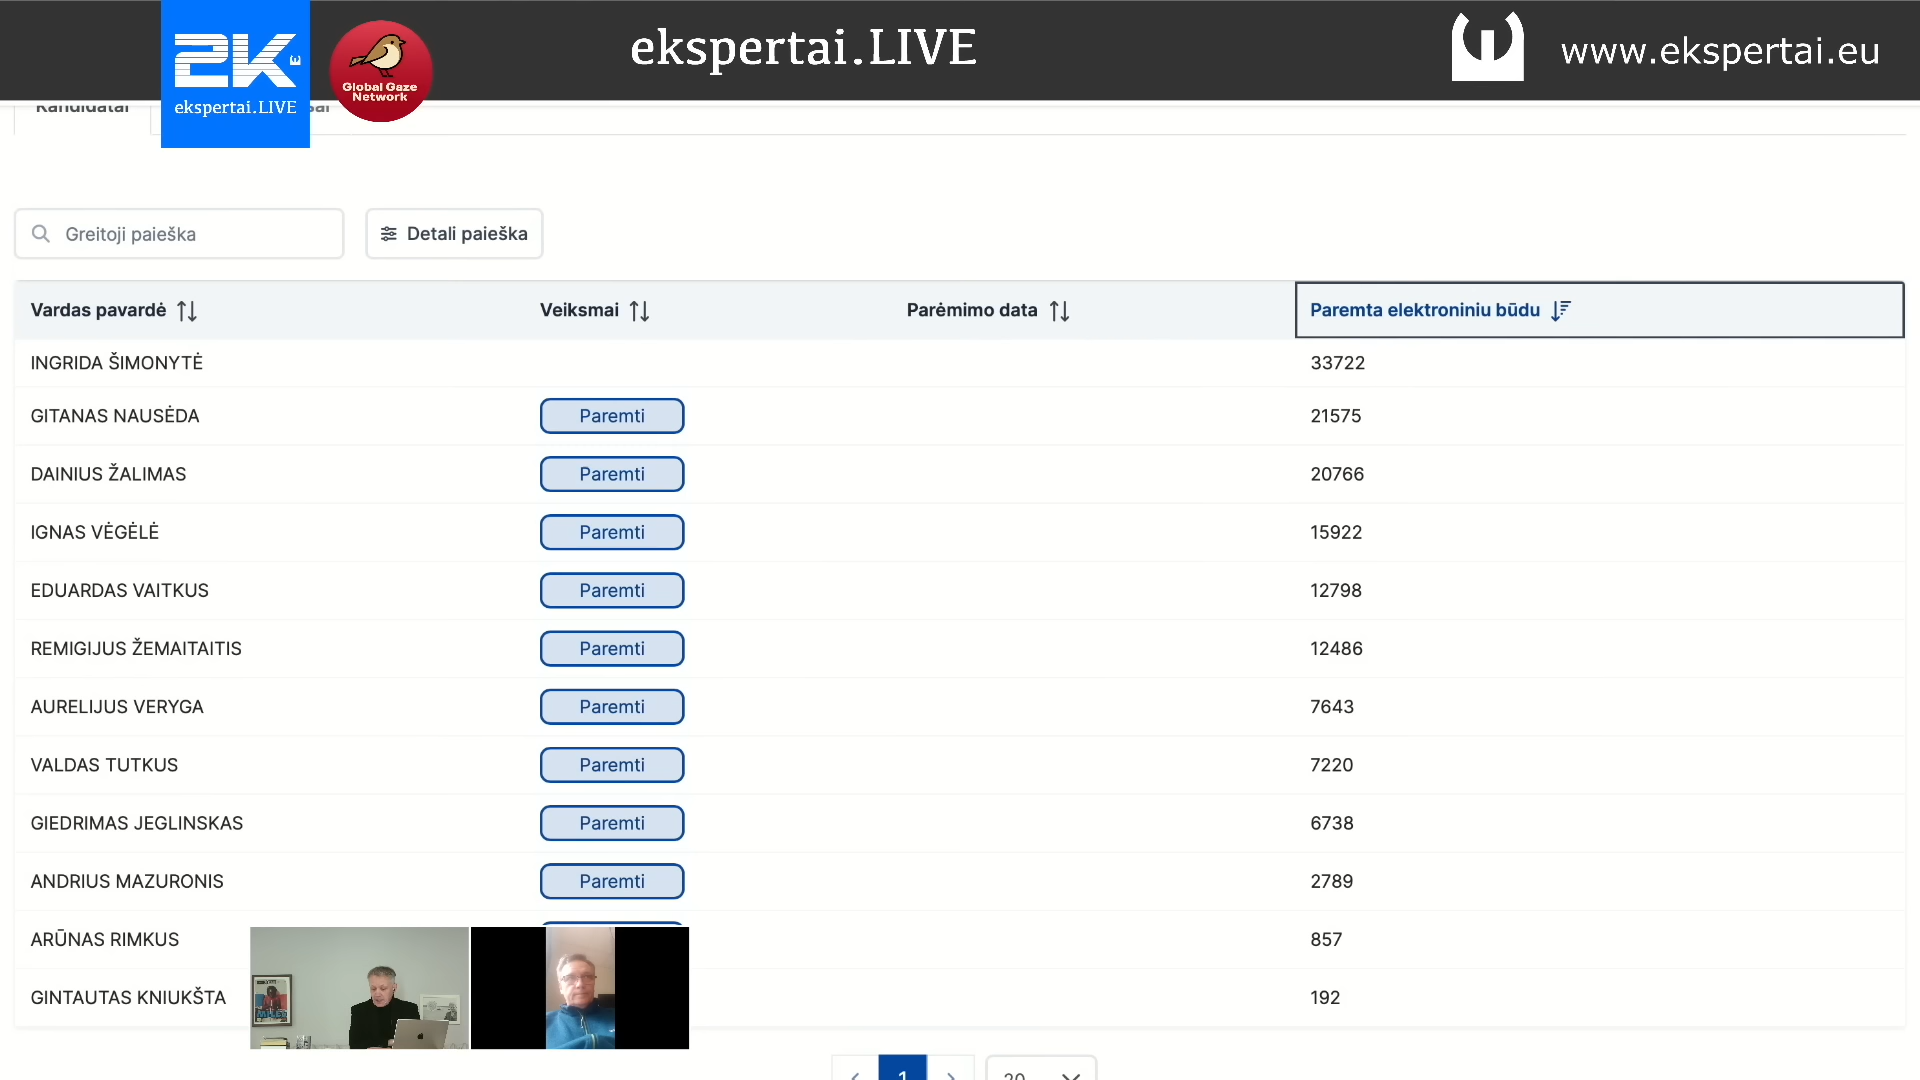 2K
ekspertai.LIVE
Global Gaze
Network
ekspertai.LIVE
www.ekspertai.eu
Kandidatai
Greitoji paieška
Detali paieška
Vardas pavardė Veiksmai Parėmimo data Paremta elektroniniu būdu
INGRIDA ŠIMONYTĖ 33722
GITANAS NAUSĖDA Paremti 21575
DAINIUS ŽALIMAS Paremti 20766
IGNAS VĖGĖLĖ Paremti 15922
EDUARDAS VAITKUS Paremti 12798
REMIGIJUS ŽEMAITAITIS Paremti 12486
AURELIJUS VERYGA Paremti 7643
VALDAS TUTKUS Paremti 7220
GIEDRIMAS JEGLINSKAS Paremti 6738
ANDRIUS MAZURONIS Paremti 2789
ARŪNAS RIMKUS 857
GINTAUTAS KNIUKŠTA 192
1 20